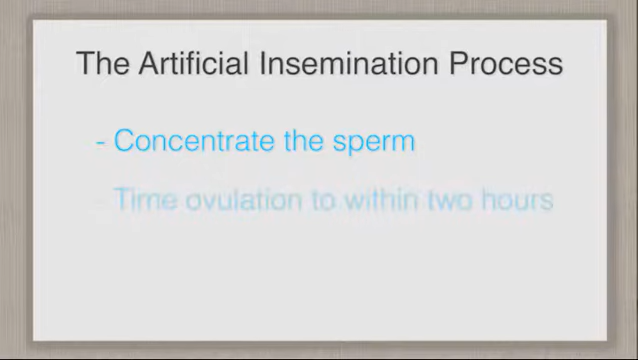 The Artificial Insemination Process
- Concentrate the sperm
- Time ovulation to within two hours